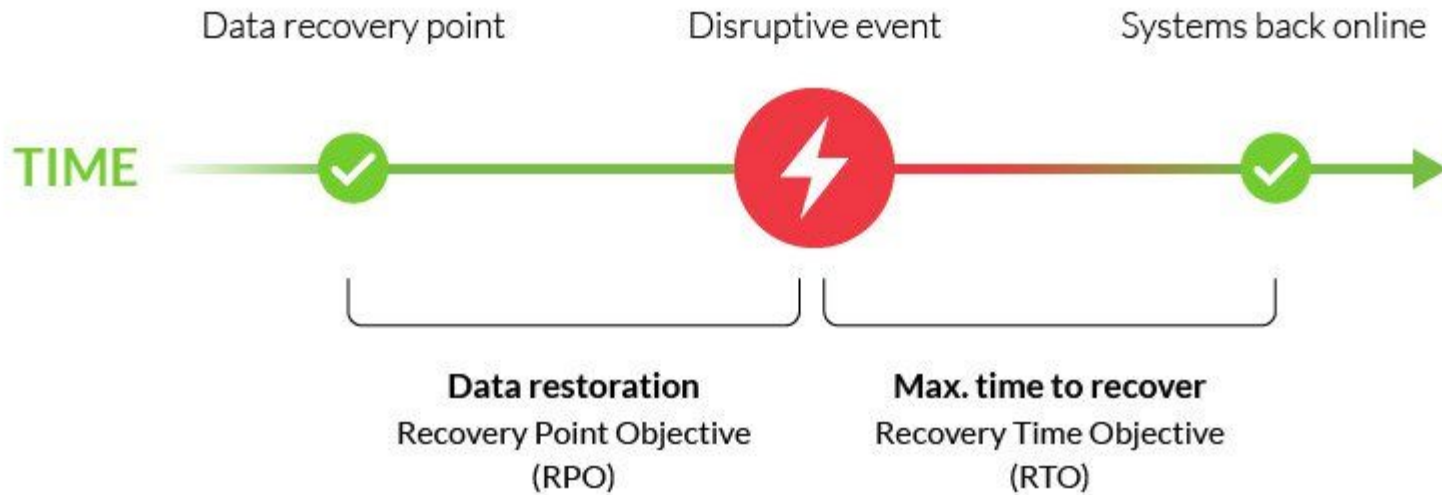 Data recovery point
Disruptive event
Systems back online
TIME
Data restoration
Recovery Point Objective
(RPO)
Max. time to recover
Recovery Time Objective
(RTO)